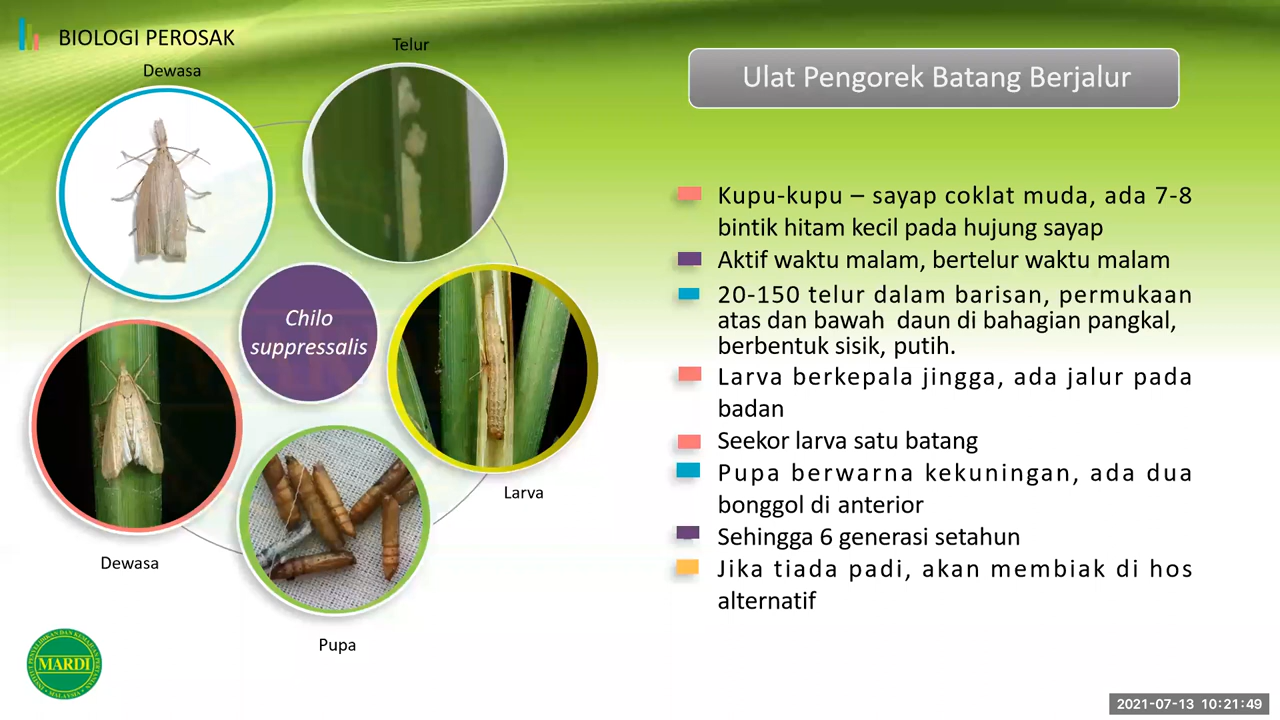 BIOLOGI PEROSAK
Dewasa
Telur
Chilo
suppressalis
Larva
Dewasa
Pupa
Ulat Pengorek Batang Berjalur
Kupu-kupu – sayap coklat muda, ada 7-8
bintik hitam kecil pada hujung sayap
Aktif waktu malam, bertelur waktu malam
20-150 telur dalam barisan, permukaan
atas dan bawah daun di bahagian pangkal,
berbentuk sisik, putih.
Larva berkepala jingga, ada jalur pada
badan
Seekor larva satu batang
Pupa berwarna kekuningan, ada dua
bonggol di anterior
Sehingga 6 generasi setahun
Jika tiada padi, akan membiak di hos
alternatif
MARDI
2021-07-13 10:21:49